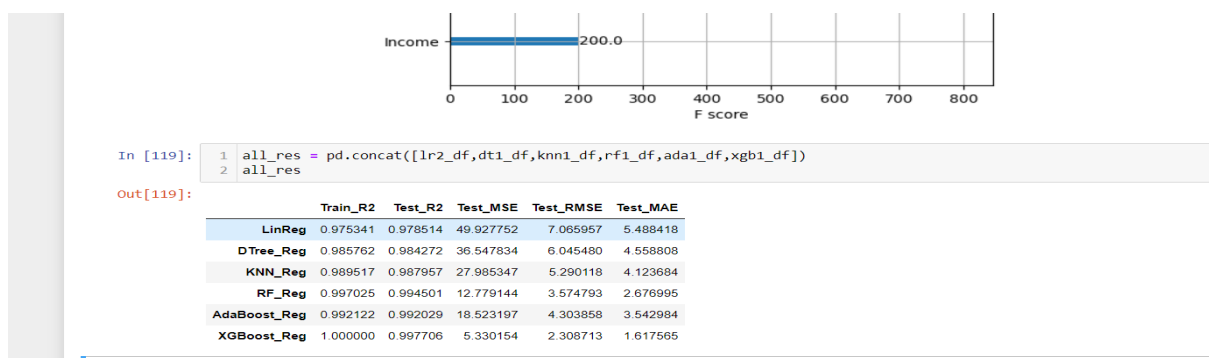 Income 200.0
0 100 200 300 400 500 600 700 800
F score
In [119]: 1 all_res = pd.concat([lr2_df,dt1_df,knn1_df,rf1_df,ada1_df,xgb1_df])
2 all_res
Out[119]:
Train_R2 Test_R2 Test_MSE Test_RMSE Test_MAE
LinReg 0.975341 0.978514 49.927752 7.065957 5.488418
DTree_Reg 0.985762 0.984272 36.547834 6.045480 4.558808
KNN_Reg 0.989517 0.987957 27.985347 5.290118 4.123684
RF_Reg 0.997025 0.994501 12.779144 3.574793 2.676995
AdaBoost_Reg 0.992122 0.992029 18.523197 4.303858 3.542984
XGBoost_Reg 1.000000 0.997706 5.330154 2.308713 1.617565